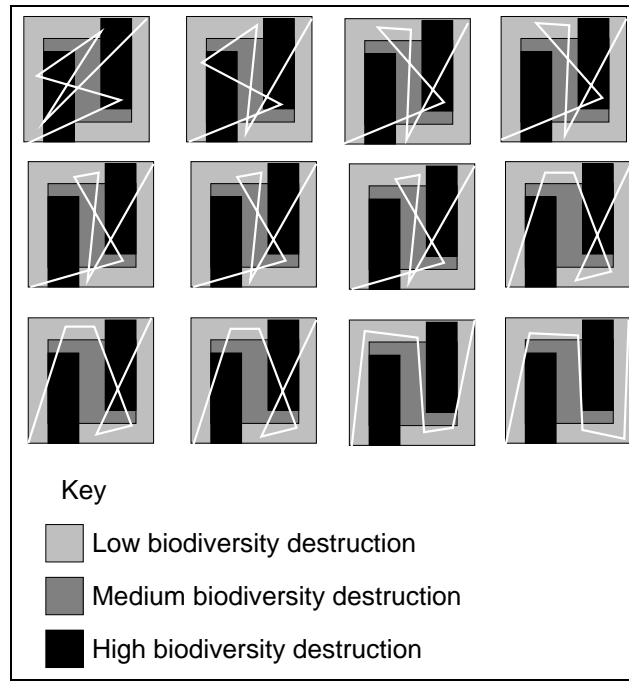 Key
Low biodiversity destruction
Medium biodiversity destruction
High biodiversity destruction